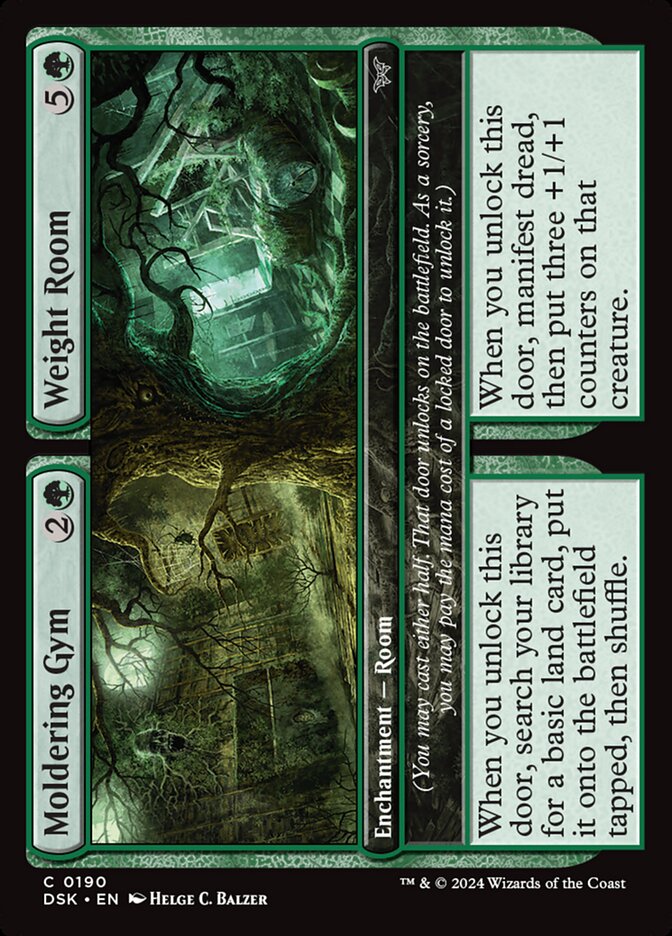 Moldering Gym 2
Weight Room 5
Enchantment — Room
(You may cast either half. That door unlocks on the battlefield. As a sorcery,
you may pay the mana cost of a locked door to unlock it.)
When you unlock this
door, search your library
for a basic land card, put
it onto the battlefield
tapped, then shuffle.
When you unlock this
door, manifest dread,
then put three +1/+1
counters on that
creature.
C 0190
DSK • EN HELGE C. BALZER
™ & © 2024 Wizards of the Coast